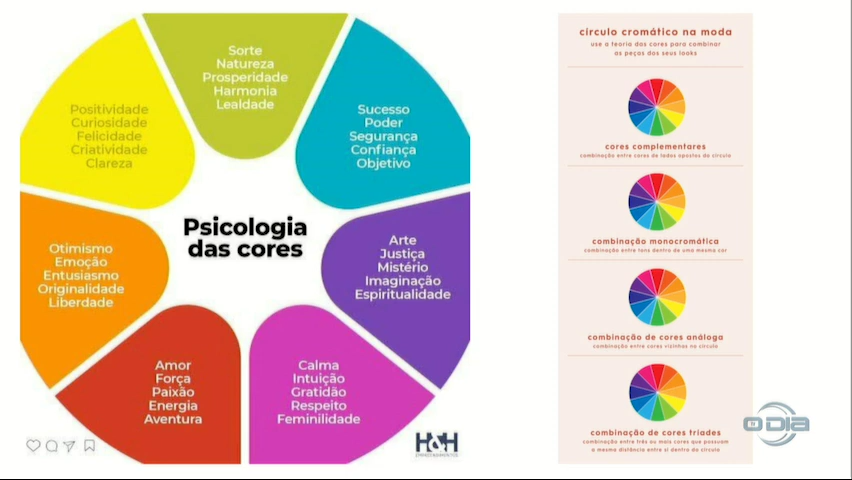 Sorte
Natureza
Prosperidade
Harmonia
Lealdade
Positividade
Curiosidade
Felicidade
Criatividade
Clareza
Sucesso
Poder
Segurança
Confiança
Objetivo
Psicologia
das cores
Otimismo
Emoção
Entusiasmo
Originalidade
Liberdade
Arte
Justiça
Mistério
Imaginação
Espiritualidade
Amor
Força
Paixão
Energia
Aventura
Calma
Intuição
Gratidão
Respeito
Feminilidade
H&H
EMPREENDIMENTOS
círculo cromático na moda
use a teoria das cores para combinar
as peças dos seus looks
cores complementares
combinação entre cores de lados opostos do círculo
combinação monocromática
combinação entre tons dentro de uma mesma cor
combinação de cores análoga
combinação entre cores vizinhas no círculo
combinação de cores tríades
combinação entre três ou mais cores que possuam
a mesma distância entre si dentro do círculo
O DIA